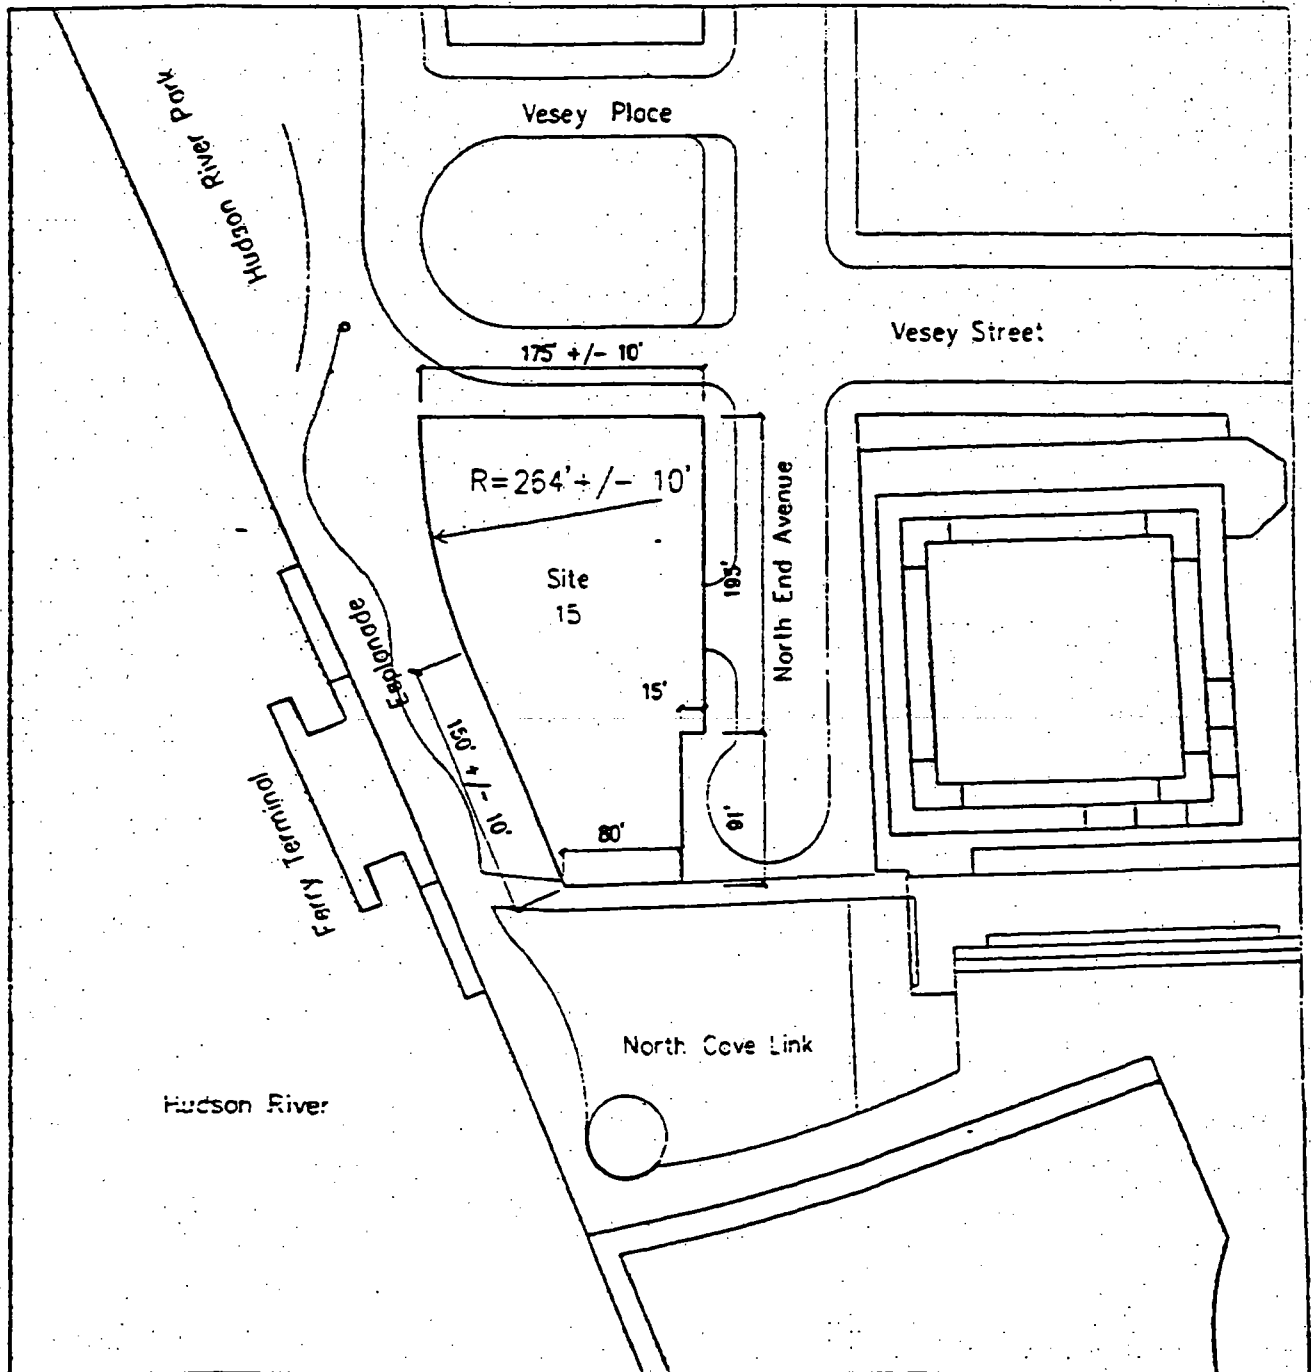 Hudson River Park
Vesey Place
Vesey Street
175' +/- 10'
R=264'+/- 10'
Site
15
195'
North End Avenue
15'
Esplanade
150' +/- 10'
80'
91'
Ferry Terminal
North Cove Link
Hudson River